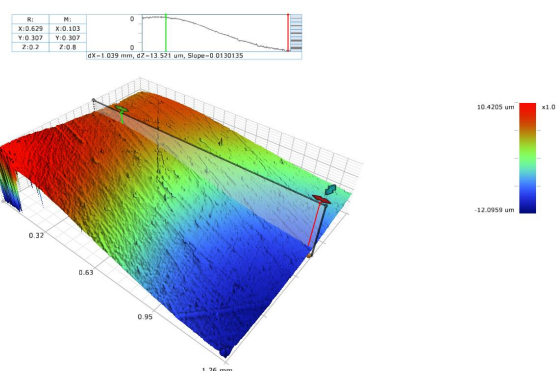 R: M:
X:0.629 X:0.103
Y:0.307 Y:0.307
Z:0.2 Z:0.8
0
0
dX=1.039 mm, dZ=13.521 um, Slope=0.0130135
10.4205 um x1.0
-12.0959 um
0.32
0.63
0.95
1.26 mm